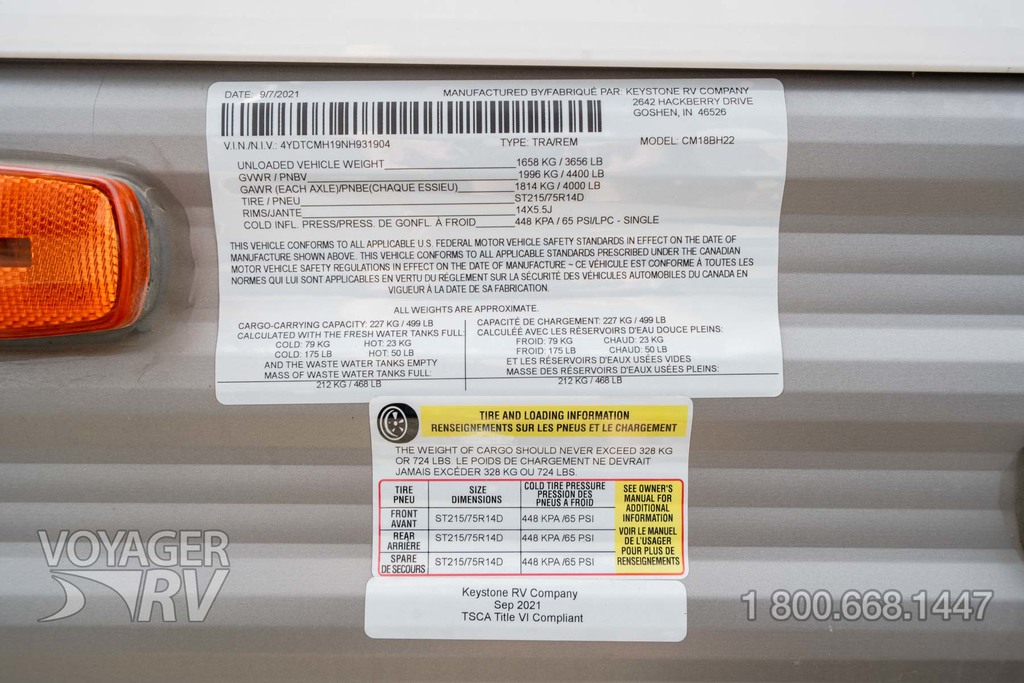 DATE: 9/7/2021 MANUFACTURED BY/FABRIQUÉ PAR: KEYSTONE RV COMPANY
2642 HACKBERRY DRIVE
GOSHEN, IN 46526
V.I.N./N.I.V.: 4YDTCMH19NH931904 TYPE: TRA/REM MODEL: CM18BH22
UNLOADED VEHICLE WEIGHT 1658 KG / 3656 LB
GVWR / PNBV 1996 KG / 4400 LB
GAWR (EACH AXLE)/PNBE(CHAQUE ESSIEU) 1814 KG / 4000 LB
TIRE / PNEU ST215/75R14D
RIMS/JANTE 14X5.5J
COLD INFL. PRESS/PRESS. DE GONFL. À FROID 448 KPA / 65 PSI/LPC - SINGLE
THIS VEHICLE CONFORMS TO ALL APPLICABLE U.S. FEDERAL MOTOR VEHICLE SAFETY STANDARDS IN EFFECT ON THE DATE OF
MANUFACTURE SHOWN ABOVE. THIS VEHICLE CONFORMS TO ALL APPLICABLE STANDARDS PRESCRIBED UNDER THE CANADIAN
MOTOR VEHICLE SAFETY REGULATIONS IN EFFECT ON THE DATE OF MANUFACTURE ~ CE VÉHICULE EST CONFORME À TOUTES LES
NORMES QUI LUI SONT APPLICABLES EN VERTU DU RÈGLEMENT SUR LA SÉCURITÉ DES VÉHICULES AUTOMOBILES DU CANADA EN
VIGUEUR À LA DATE DE SA FABRICATION.
ALL WEIGHTS ARE APPROXIMATE.
CARGO-CARRYING CAPACITY: 227 KG / 499 LB
CALCULATED WITH THE FRESH WATER TANKS FULL:
COLD: 79 KG HOT: 23 KG
COLD: 175 LB HOT: 50 LB
AND THE WASTE WATER TANKS EMPTY
MASS OF WASTE WATER TANKS FULL:
212 KG / 468 LB
CAPACITÉ DE CHARGEMENT: 227 KG / 499 LB
CALCULÉE AVEC LES RÉSERVOIRS D'EAU DOUCE PLEINS:
FROID: 79 KG CHAUD: 23 KG
FROID: 175 LB CHAUD: 50 LB
ET LES RÉSERVOIRS D'EAUX USÉES VIDES
MASSE DES RÉSERVOIRS D'EAUX USÉES PLEINS:
212 KG / 468 LB
TIRE AND LOADING INFORMATION
RENSEIGNEMENTS SUR LES PNEUS ET LE CHARGEMENT
THE WEIGHT OF CARGO SHOULD NEVER EXCEED 328 KG
OR 724 LBS. LE POIDS DE CHARGEMENT NE DEVRAIT
JAMAIS EXCÉDER 328 KG OU 724 LBS.
TIRE
PNEU
SIZE
DIMENSIONS
COLD TIRE PRESSURE
PRESSION DES
PNEUS A FROID
FRONT
AVANT
ST215/75R14D
448 KPA /65 PSI
REAR
ARRIÈRE
ST215/75R14D
448 KPA /65 PSI
SPARE
DE SECOURS
ST215/75R14D
448 KPA /65 PSI
SEE OWNER'S
MANUAL FOR
ADDITIONAL
INFORMATION
VOIR LE MANUEL
DE L'USAGER
POUR PLUS DE
RENSEIGNEMENTS
Keystone RV Company
Sep 2021
TSCA Title VI Compliant
VOYAGER
RV
1 800.668.1447